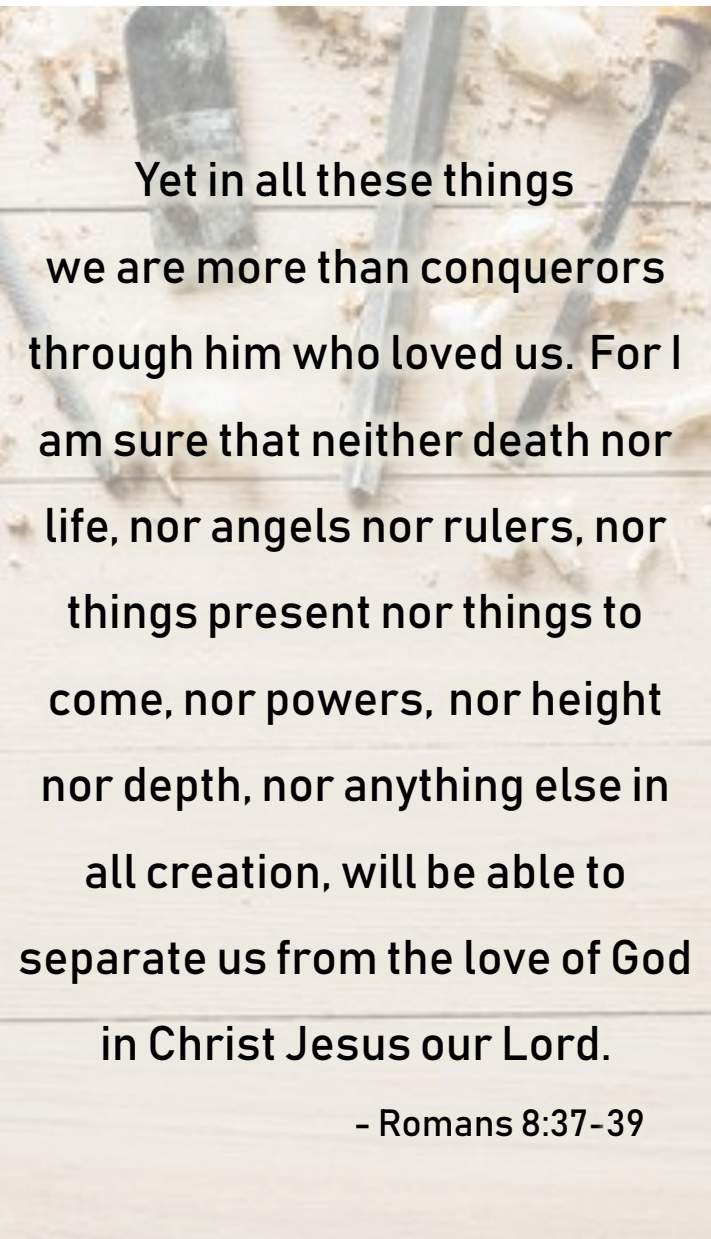 Yet in all these things
we are more than conquerors
through him who loved us. For I
am sure that neither death nor
life, nor angels nor rulers, nor
things present nor things to
come, nor powers, nor height
nor depth, nor anything else in
all creation, will be able to
separate us from the love of God
in Christ Jesus our Lord.
- Romans 8:37-39